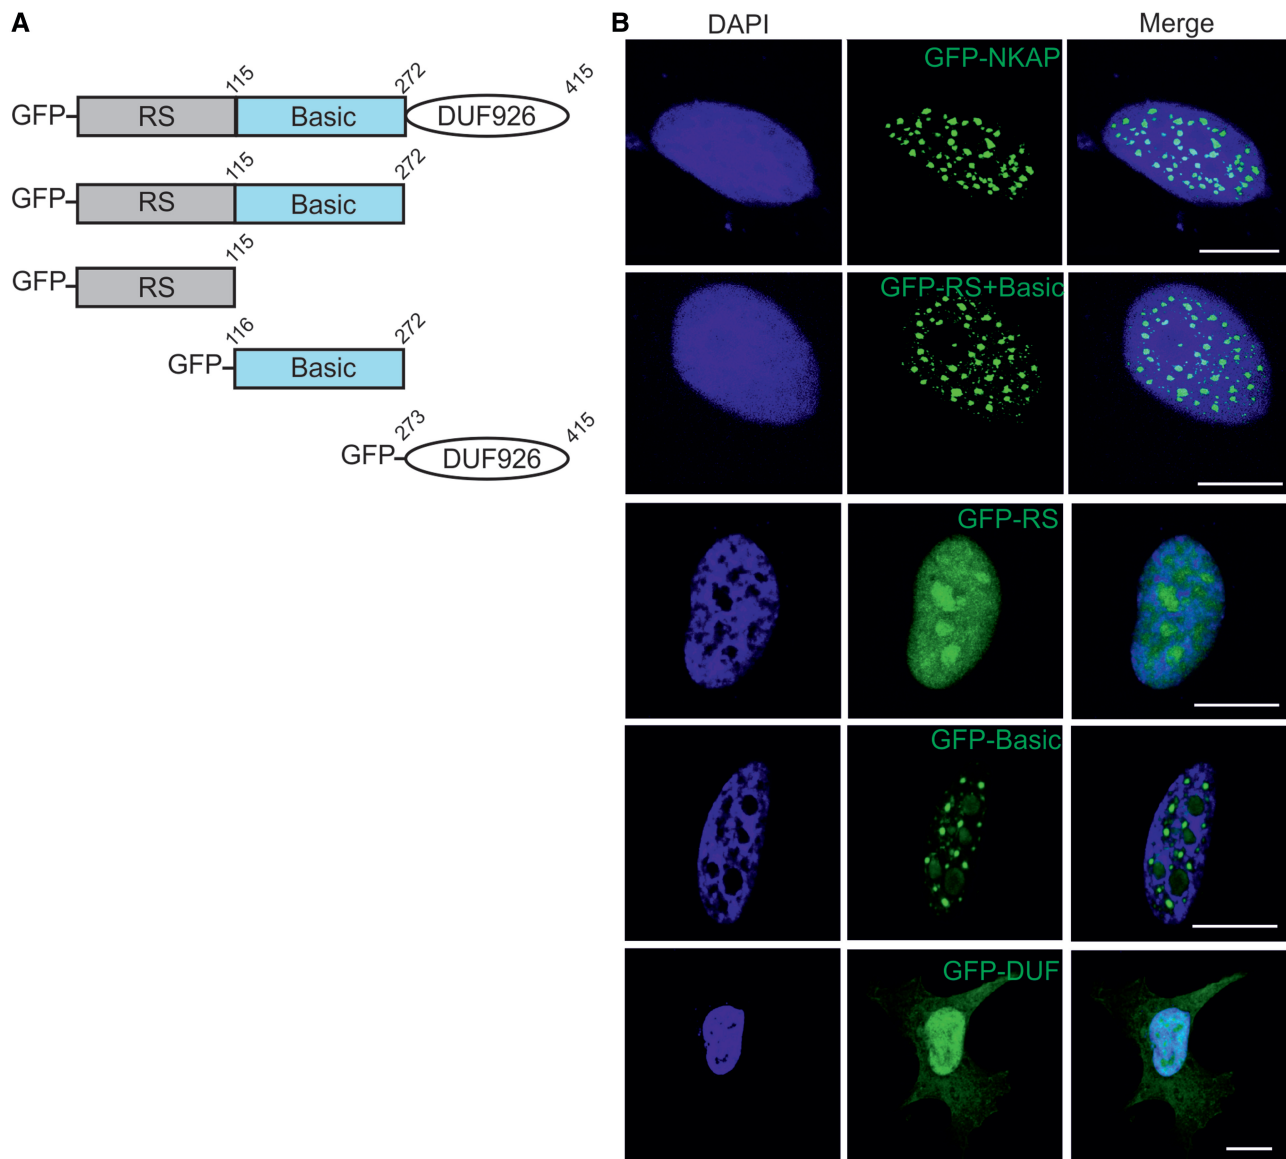 A
115
272
415
GFP
RS
Basic
DUF926
115
272
GFP
RS
Basic
115
GFP
RS
116
272
GFP
Basic
273
415
GFP
DUF926
B
DAPI
Merge
GFP-NKAP
GFP-RS+Basic
GFP-RS
GFP-Basic
GFP-DUF